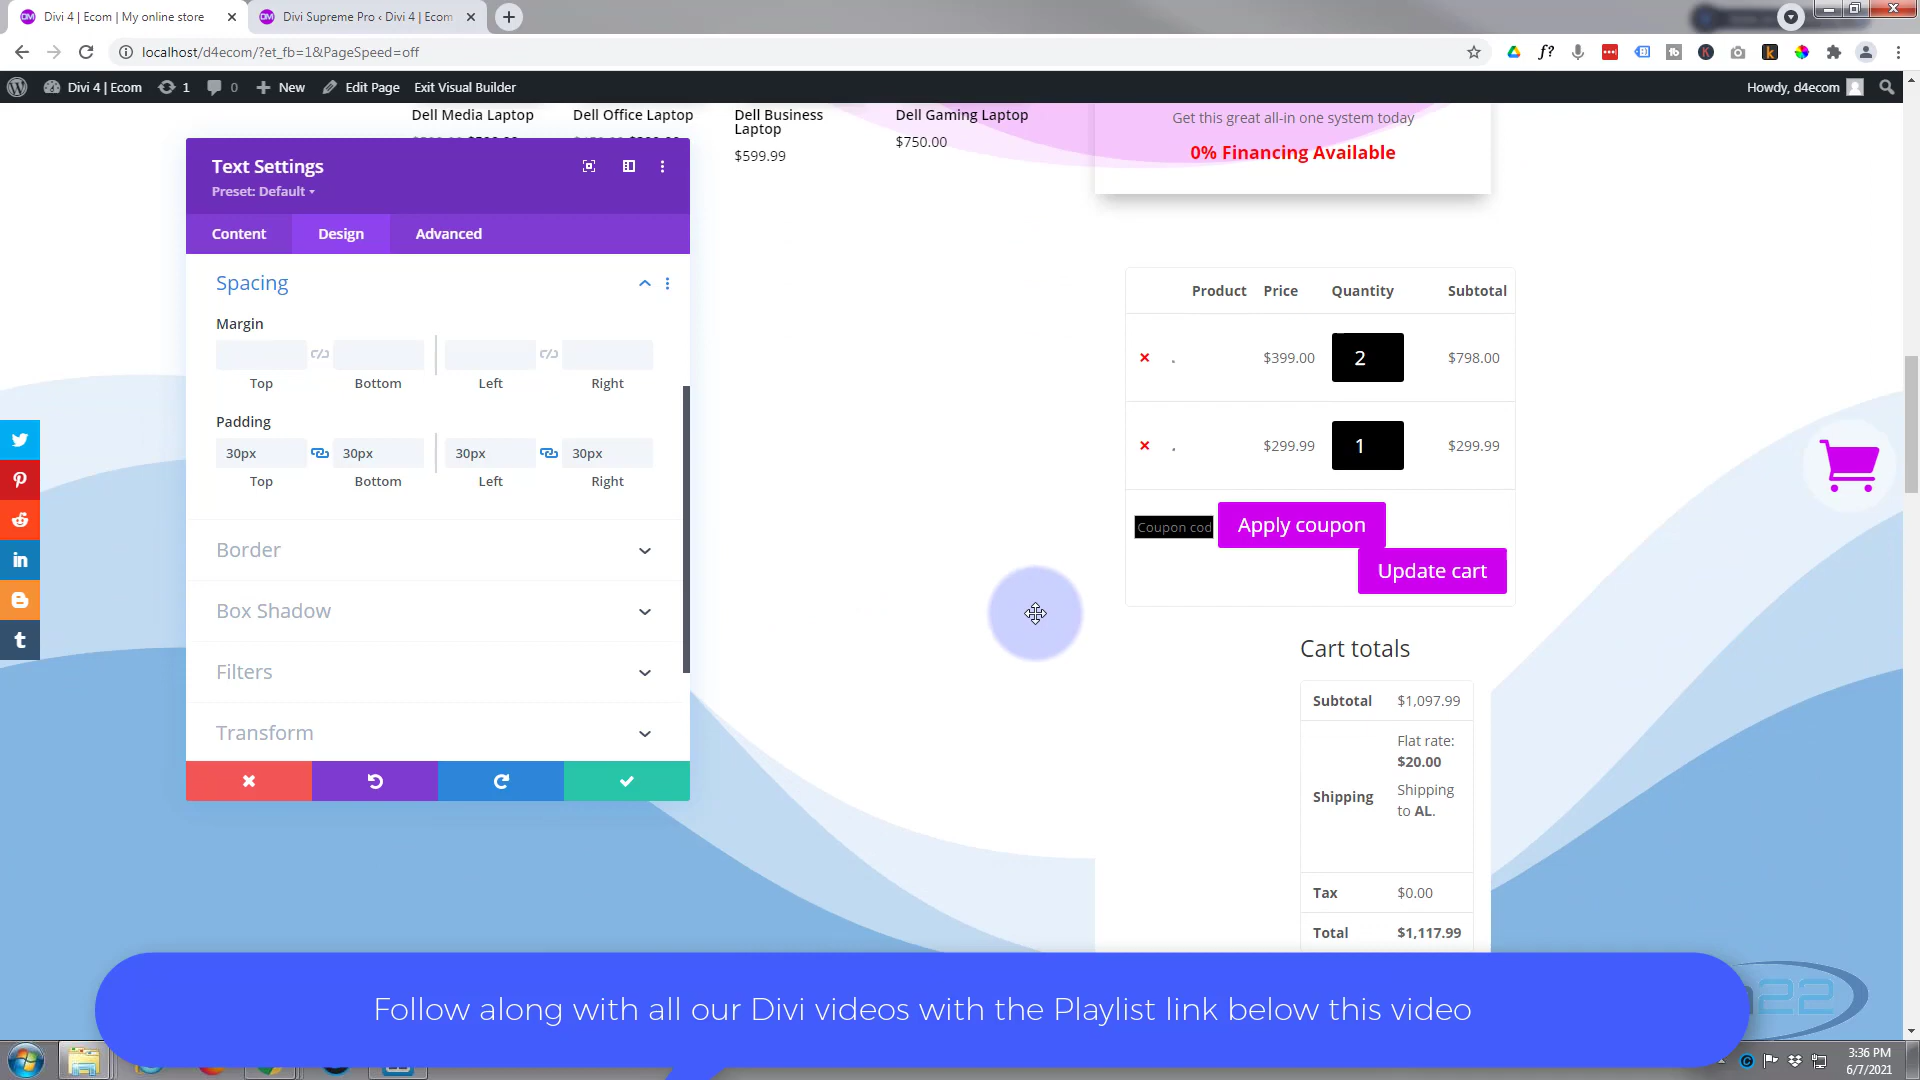 Divi 4 | Ecom | My online store
Divi Supreme Pro ‹ Divi 4 | Ecom
localhost/d4ecom/?et_fb=1&PageSpeed=off
Divi 4 | Ecom
1
0
New
Edit Page
Exit Visual Builder
Howdy, d4ecom
Dell Media Laptop
Dell Office Laptop
Dell Business
Laptop
$599.99
Dell Gaming Laptop
$750.00
Get this great all-in one system today
0% Financing Available
Text Settings
Preset: Default
Content
Design
Advanced
Spacing
Margin
Top
Bottom
Left
Right
Padding
30px
30px
30px
30px
Top
Bottom
Left
Right
Border
Box Shadow
Filters
Transform
Product Price Quantity Subtotal
$399.00 2 $798.00
$299.99 1 $299.99
Coupon cod
Apply coupon
Update cart
Cart totals
Subtotal $1,097.99
Flat rate:
$20.00
Shipping
Shipping
to AL.
Tax $0.00
Total $1,117.99
Follow along with all our Divi videos with the Playlist link below this video
22
3:36 PM
6/7/2021